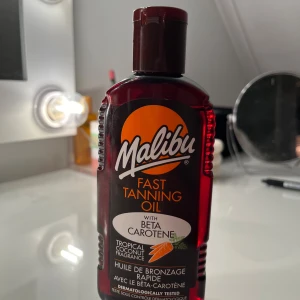 Malibu
FAST
TANNING
OIL
WITH
BETA
CAROTENE
TROPICAL
COCONUT
FRAGRANCE
HUILE DE BRONZAGE
RAPIDE
AVEC LE BÊTA-CAROTÈNE
DERMATOLOGICALLY TESTED